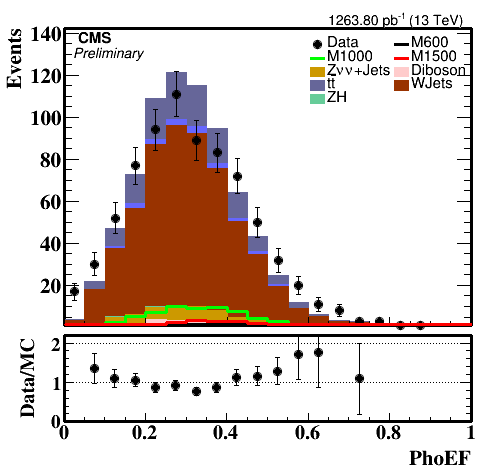 1263.80 pb⁻¹ (13 TeV)
CMS
Preliminary
Data
M600
M1000
M1500
Zνν+Jets
Diboson
tt
WJets
ZH
Events
140
120
100
80
60
40
20
Data/MC
2
1
0
0 0.2 0.4 0.6 0.8 1
PhoEF